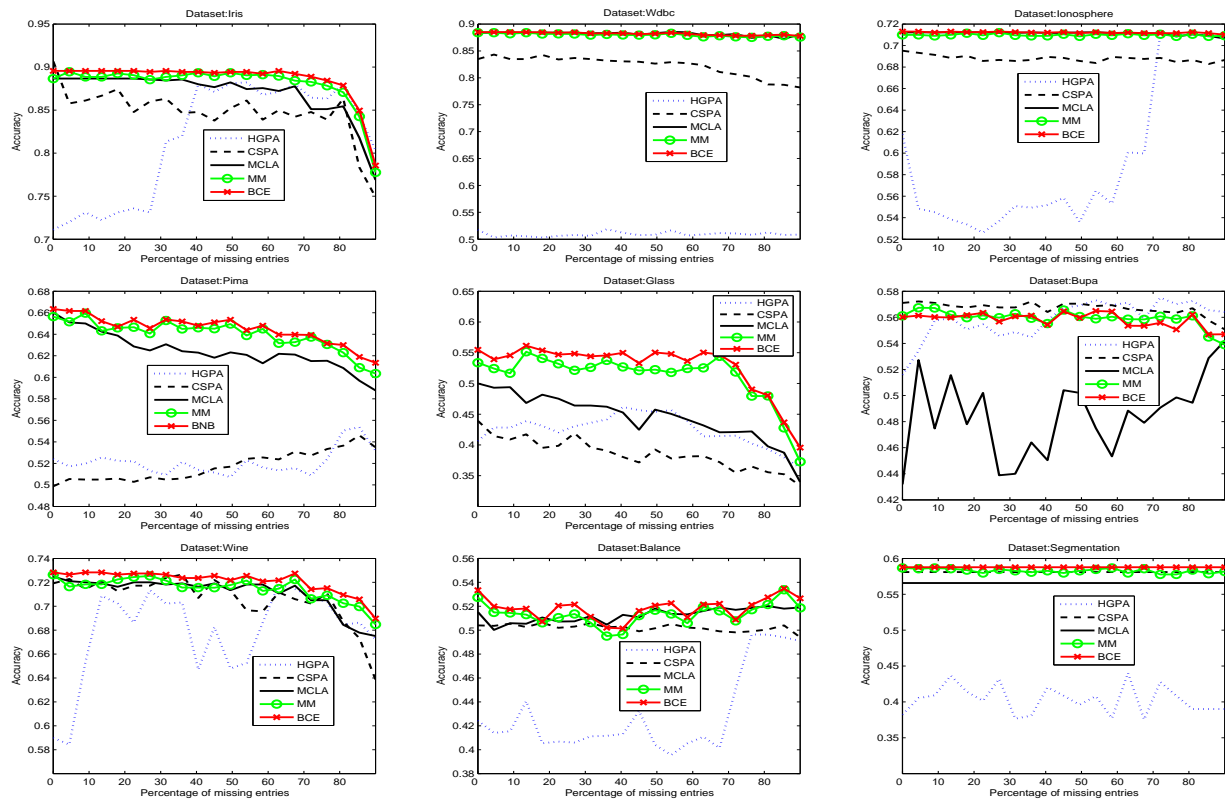 Dataset:Iris
0.95
0.9
0.85
0.8
0.75
0.7
Accuracy
HGPA
CSPA
MCLA
MM
BCE
0 10 20 30 40 50 60 70 80
Percentage of missing entries
Dataset:Wdbc
0.9
0.85
0.8
0.75
0.7
0.65
0.6
0.55
0.5
Accuracy
HGPA
CSPA
MCLA
MM
BCE
0 10 20 30 40 50 60 70 80
Percentage of missing entries
Dataset:Ionosphere
0.72
0.7
0.68
0.66
0.64
0.62
0.6
0.58
0.56
0.54
0.52
Accuracy
HGPA
CSPA
MCLA
MM
BCE
0 10 20 30 40 50 60 70 80
Percentage of missing entries
Dataset:Pima
0.68
0.66
0.64
0.62
0.6
0.58
0.56
0.54
0.52
0.5
0.48
Accuracy
HGPA
CSPA
MCLA
MM
BNB
0 10 20 30 40 50 60 70 80
Percentage of missing entries
Dataset:Glass
0.65
0.6
0.55
0.5
0.45
0.4
0.35
Accuracy
HGPA
CSPA
MCLA
MM
BCE
0 10 20 30 40 50 60 70 80
Percentage of missing entries
Dataset:Bupa
0.58
0.56
0.54
0.52
0.5
0.48
0.46
0.44
0.42
Accuracy
HGPA
CSPA
MCLA
MM
BCE
0 10 20 30 40 50 60 70 80
Percentage of missing entries
Dataset:Wine
0.74
0.72
0.7
0.68
0.66
0.64
0.62
0.6
0.58
Accuracy
HGPA
CSPA
MCLA
MM
BCE
0 10 20 30 40 50 60 70 80
Percentage of missing entries
Dataset:Balance
0.56
0.54
0.52
0.5
0.48
0.46
0.44
0.42
0.4
0.38
Accuracy
HGPA
CSPA
MCLA
MM
BCE
0 10 20 30 40 50 60 70 80
Percentage of missing entries
Dataset:Segmentation
0.6
0.55
0.5
0.45
0.4
0.35
Accuracy
HGPA
CSPA
MCLA
MM
BCE
0 10 20 30 40 50 60 70 80
Percentage of missing entries